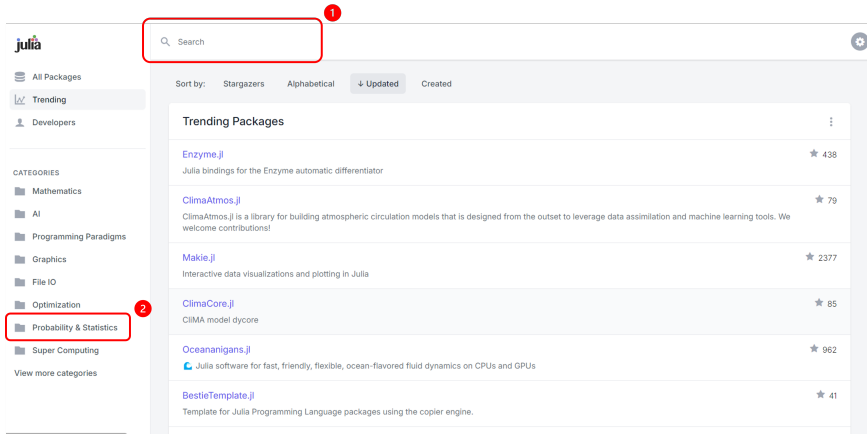 1
julia
Search
All Packages
Trending
Developers
CATEGORIES
Mathematics
AI
Programming Paradigms
Graphics
File IO
Optimization
2
Probability & Statistics
Super Computing
View more categories
Sort by: Stargazers Alphabetical ↓ Updated Created
Trending Packages
Enzyme.jl 438
Julia bindings for the Enzyme automatic differentiator
ClimaAtmos.jl 79
ClimaAtmos.jl is a library for building atmospheric circulation models that is designed from the outset to leverage data assimilation and machine learning tools. We
welcome contributions!
Makie.jl 2377
Interactive data visualizations and plotting in Julia
ClimaCore.jl 85
CliMA model dycore
Oceananigans.jl 962
🌊 Julia software for fast, friendly, flexible, ocean-flavored fluid dynamics on CPUs and GPUs
BestieTemplate.jl 41
Template for Julia Programming Language packages using the copier engine.